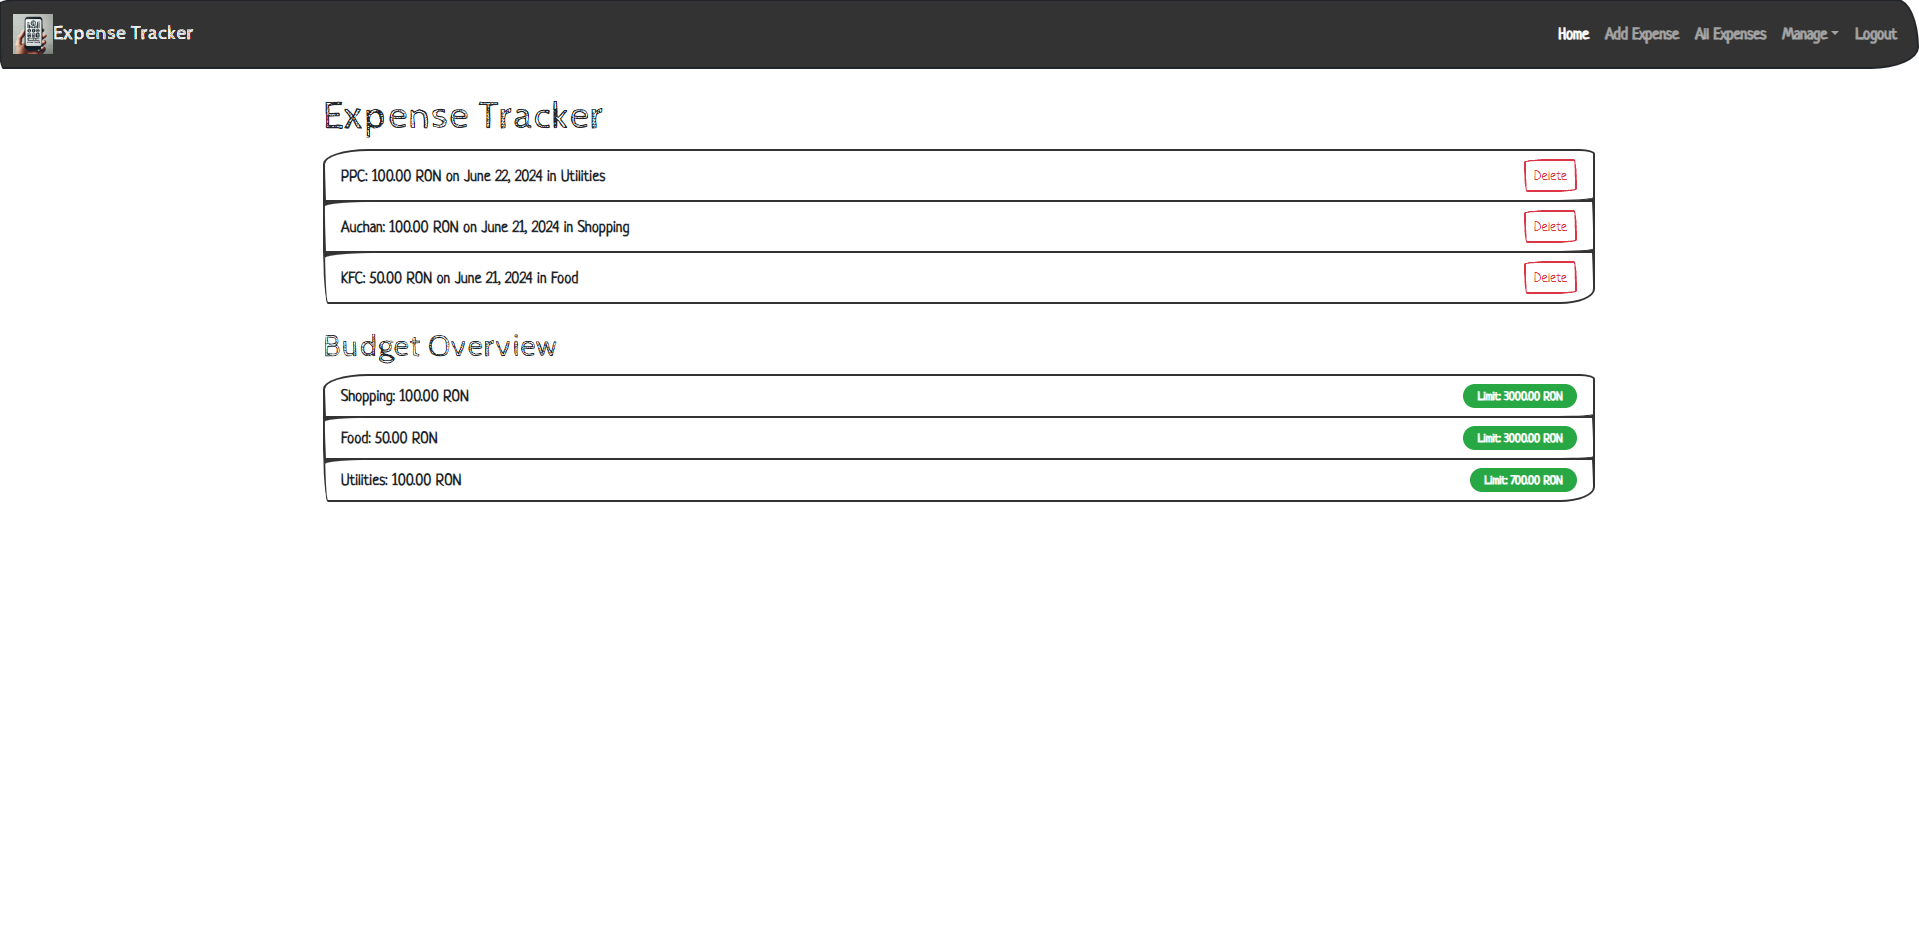 Expense Tracker
Home Add Expense All Expenses Manage Logout
Expense Tracker
PPC: 100.00 RON on June 22, 2024 in Utilities Delete
Auchan: 100.00 RON on June 21, 2024 in Shopping Delete
KFC: 50.00 RON on June 21, 2024 in Food Delete
Budget Overview
Shopping: 100.00 RON Limit: 3000.00 RON
Food: 50.00 RON Limit: 3000.00 RON
Utilities: 100.00 RON Limit: 700.00 RON